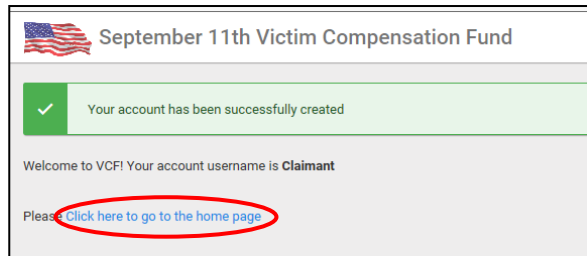 September 11th Victim Compensation Fund
Your account has been successfully created
Welcome to VCF! Your account username is Claimant
Please Click here to go to the home page